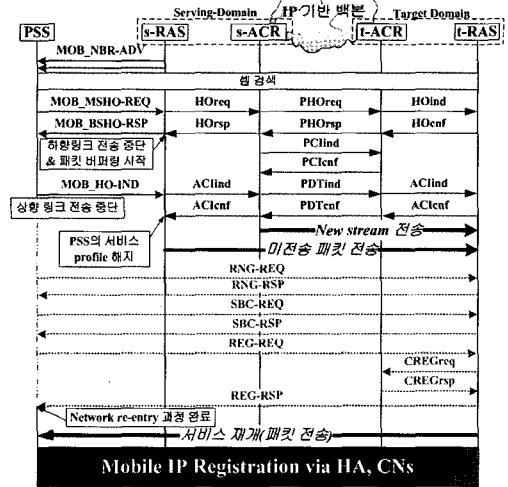 Serving-Domain IP 기반 백본 Target Domain
PSS s-RAS s-ACR t-ACR t-RAS
MOB_NBR-ADV
셀 검색
MOB_MSHO-REQ HOreq PHOreq HOind
MOB_BSHO-RSP HOrsp PHOrsp HOcnf
하향링크 전송 중단
& 패킷 버퍼링 시작
PCIind
PCIcnf
MOB_HO-IND ACIind PDTind ACIind
상향 링크 전송 중단
ACIcnf PDTcnf ACIcnf
PSS의 서비스
profile 해지
New stream 전송
미전송 패킷 전송
RNG-REQ
RNG-RSP
SBC-REQ
SBC-RSP
REG-REQ
CREGreq
CREGrsp
REG-RSP
Network re-entry 과정 완료
서비스 재개(패킷 전송)
Mobile IP Registration via HA, CNs